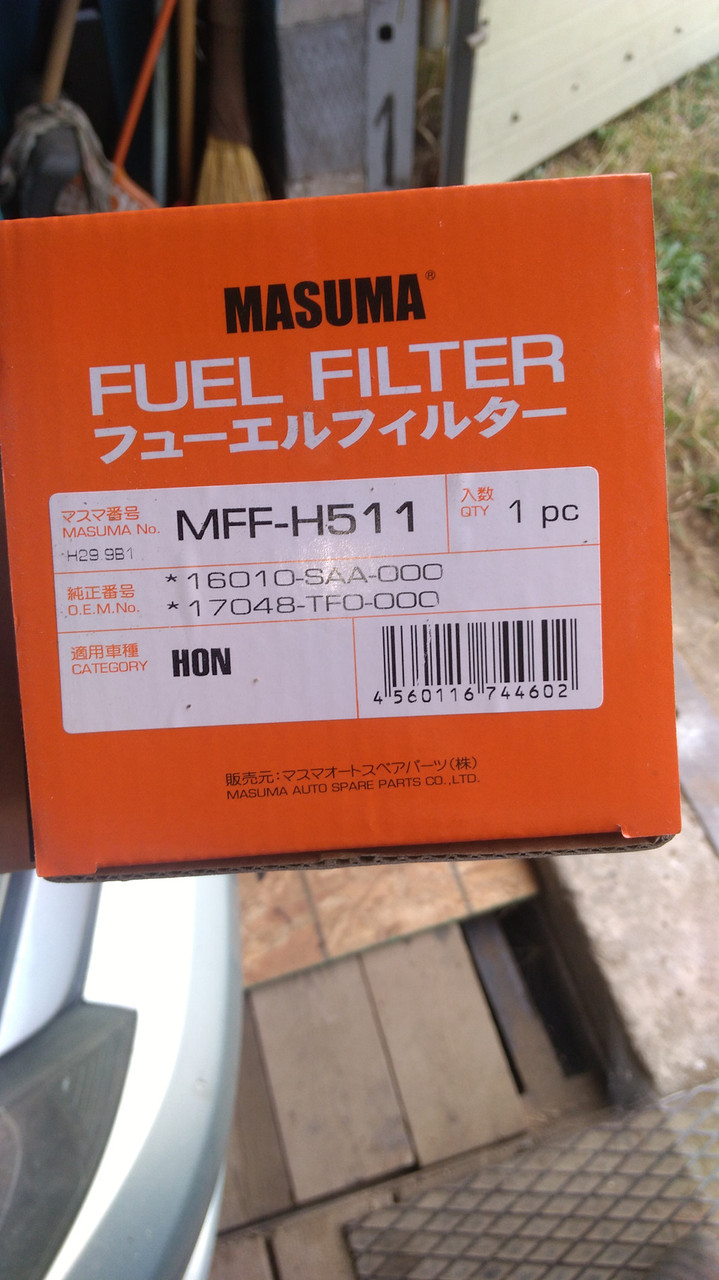 1
MASUMA®
FUEL FILTER
フューエルフィルター
マスマ番号
MASUMA No.
MFF-H511
入数
QTY
1 pc
H29.9B1
純正番号
O.E.M.No.
*16010-SAA-000
*17048-TF0-000
適用車種
CATEGORY
HON
4 560116 744602
販売元:マスマオートスペアパーツ(株)
MASUMA AUTO SPARE PARTS CO.,LTD.